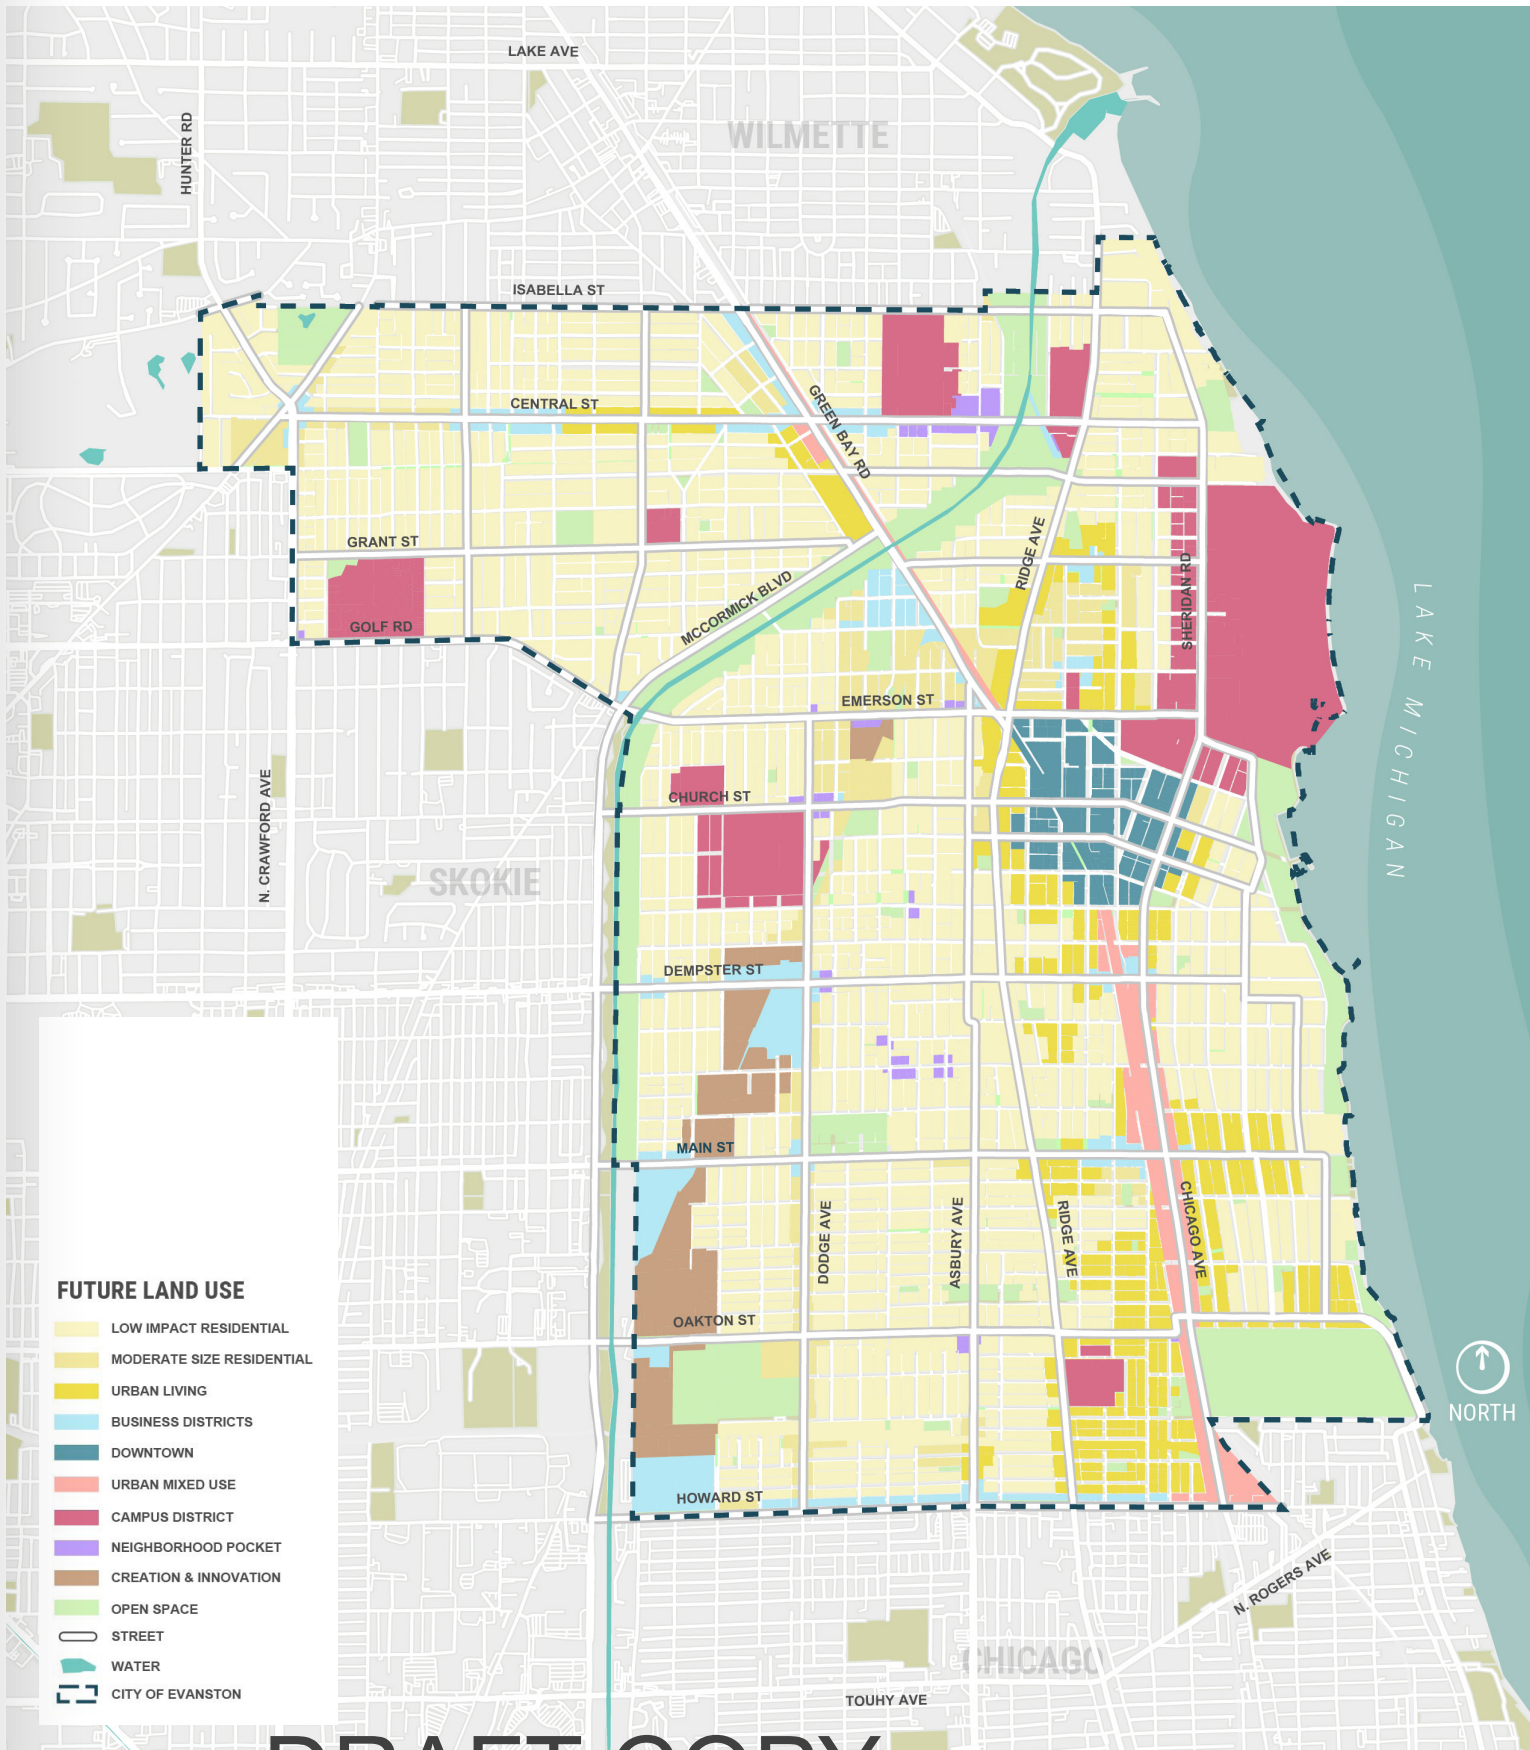 LAKE AVE
HUNTER RD
WILMETTE
ISABELLA ST
CENTRAL ST
GREEN BAY RD
GRANT ST
RIDGE AVE
SHERIDAN RD
MCCORMICK BLVD
GOLF RD
LAKE MICHIGAN
EMERSON ST
N. CRAWFORD AVE
CHURCH ST
SKOKIE
DEMPSTER ST
MAIN ST
DODGE AVE
ASBURY AVE
RIDGE AVE
CHICAGO AVE
OAKTON ST
HOWARD ST
NORTH
N. ROGERS AVE
CHICAGO
TOUHY AVE
FUTURE LAND USE
LOW IMPACT RESIDENTIAL
MODERATE SIZE RESIDENTIAL
URBAN LIVING
BUSINESS DISTRICTS
DOWNTOWN
URBAN MIXED USE
CAMPUS DISTRICT
NEIGHBORHOOD POCKET
CREATION & INNOVATION
OPEN SPACE
STREET
WATER
CITY OF EVANSTON
DRAFT COPY